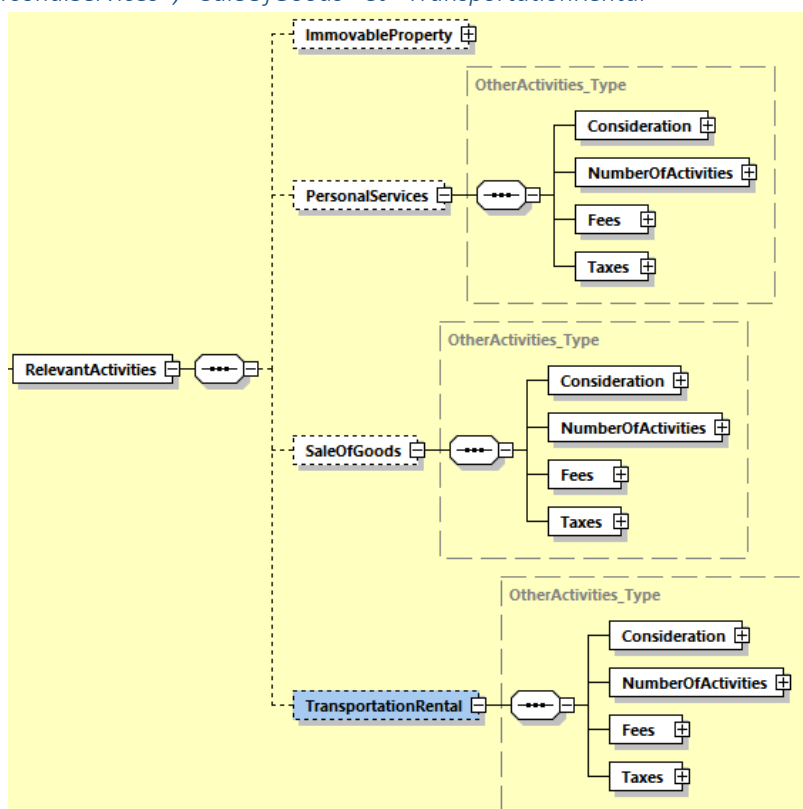 ImmovableProperty
OtherActivities_Type
Consideration
NumberOfActivities
PersonalServices
Fees
Taxes
OtherActivities_Type
RelevantActivities
Consideration
NumberOfActivities
SaleOfGoods
Fees
Taxes
OtherActivities_Type
Consideration
NumberOfActivities
TransportationRental
Fees
Taxes